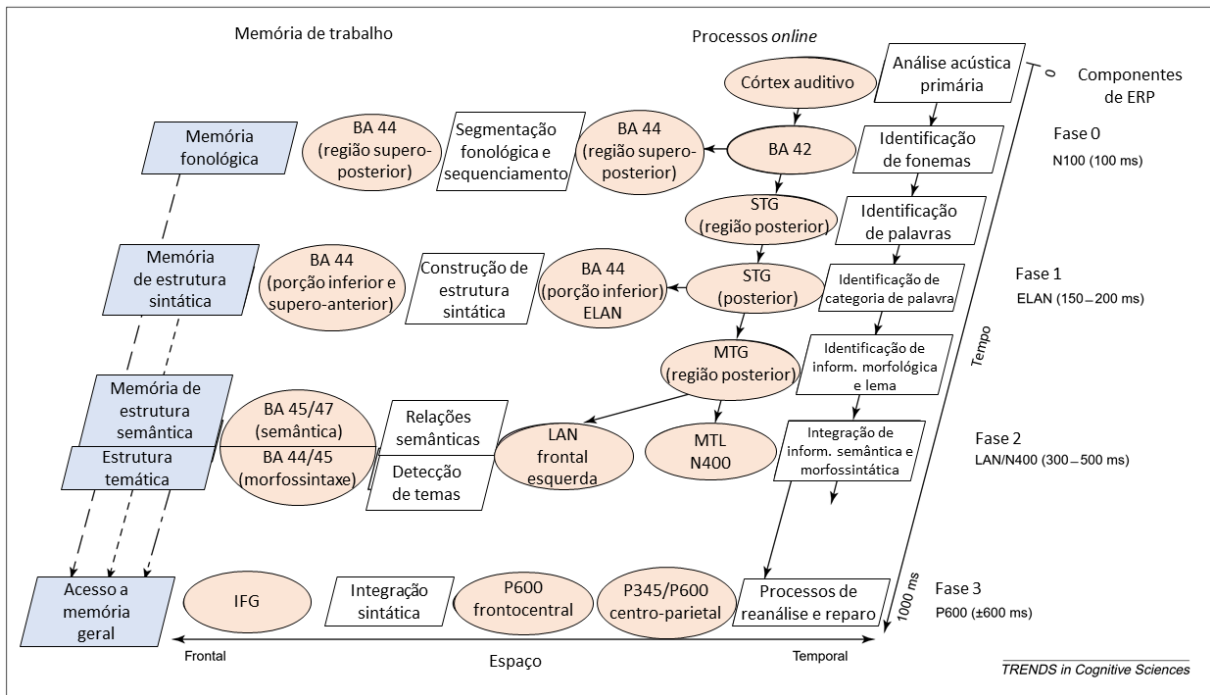 Memória de trabalho
Processos online
Córtex auditivo
Análise acústica
primária
0
Componentes
de ERP
Memória
fonológica
BA 44
(região supero-
posterior)
Segmentação
fonológica e
sequenciamento
BA 44
(região supero-
posterior)
BA 42
Identificação
de fonemas
Fase 0
N100 (100 ms)
STG
(região posterior)
Identificação
de palavras
Memória
de estrutura
sintática
BA 44
(porção inferior e
supero-anterior)
Construção de
estrutura
sintática
BA 44
(porção inferior)
ELAN
STG
(posterior)
Identificação de
categoria de palavra
Fase 1
ELAN (150–200 ms)
Tempo
MTG
(região posterior)
Identificação de
inform. morfológica
e lema
Memória de
estrutura
semântica
Estrutura
temática
BA 45/47
(semântica)
BA 44/45
(morfossintaxe)
Relações
semânticas
Detecção
de temas
LAN
frontal
esquerda
MTL
N400
Integração de
inform. semântica e
morfossintática
Fase 2
LAN/N400 (300–500 ms)
Acesso a
memória
geral
IFG
Integração
sintática
P600
frontocentral
P345/P600
centro-parietal
Processos de
reanálise e reparo
1000 ms
Fase 3
P600 (±600 ms)
Frontal
Espaço
Temporal
TRENDS in Cognitive Sciences